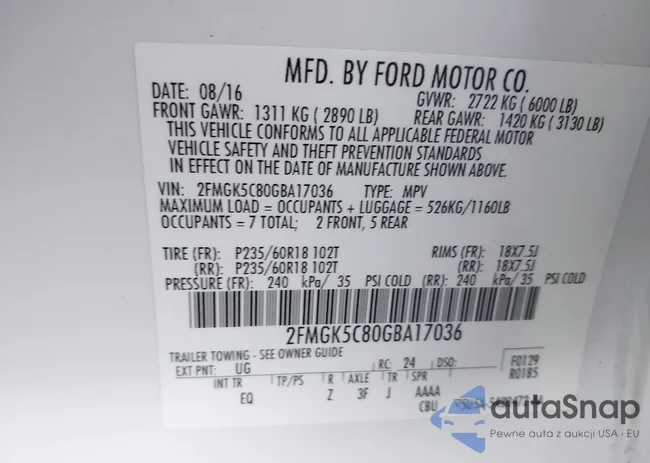 MFD. BY FORD MOTOR CO.
DATE: 08/16 GVWR: 2722 KG ( 6000 LB)
FRONT GAWR: 1311 KG ( 2890 LB) REAR GAWR: 1420 KG ( 3130 LB)
THIS VEHICLE CONFORMS TO ALL APPLICABLE FEDERAL MOTOR
VEHICLE SAFETY AND THEFT PREVENTION STANDARDS
IN EFFECT ON THE DATE OF MANUFACTURE SHOWN ABOVE.
VIN: 2FMGK5C80GBA17036 TYPE: MPV
MAXIMUM LOAD = OCCUPANTS + LUGGAGE = 526KG/1160LB
OCCUPANTS = 7 TOTAL; 2 FRONT, 5 REAR
TIRE (FR): P235/60R18 102T RIMS (FR): 18X7.5J
(RR): P235/60R18 102T (RR): 18X7.5J
PRESSURE (FR): 240 kPa/ 35 PSI COLD (RR): 240 kPa/ 35 PSI COLD
2FMGK5C80GBA17036
TRAILER TOWING - SEE OWNER GUIDE
EXT PNT: UG RC: 24 DSO: F0129
R0185
INT TR TP/PS R AXLE TR SPR
EQ Z 3F J AAAA
CBU
autaSnap
Pewne auta z aukcji USA i EU